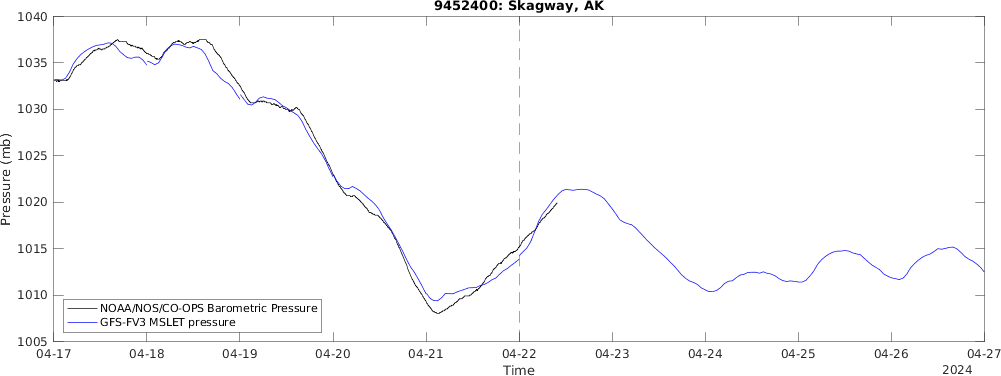 9452400: Skagway, AK
1040
1035
1030
1025
1020
1015
1010
1005
Pressure (mb)
NOAA/NOS/CO-OPS Barometric Pressure
GFS-FV3 MSLET pressure
04-17 04-18 04-19 04-20 04-21 04-22 04-23 04-24 04-25 04-26 04-27
Time
2024